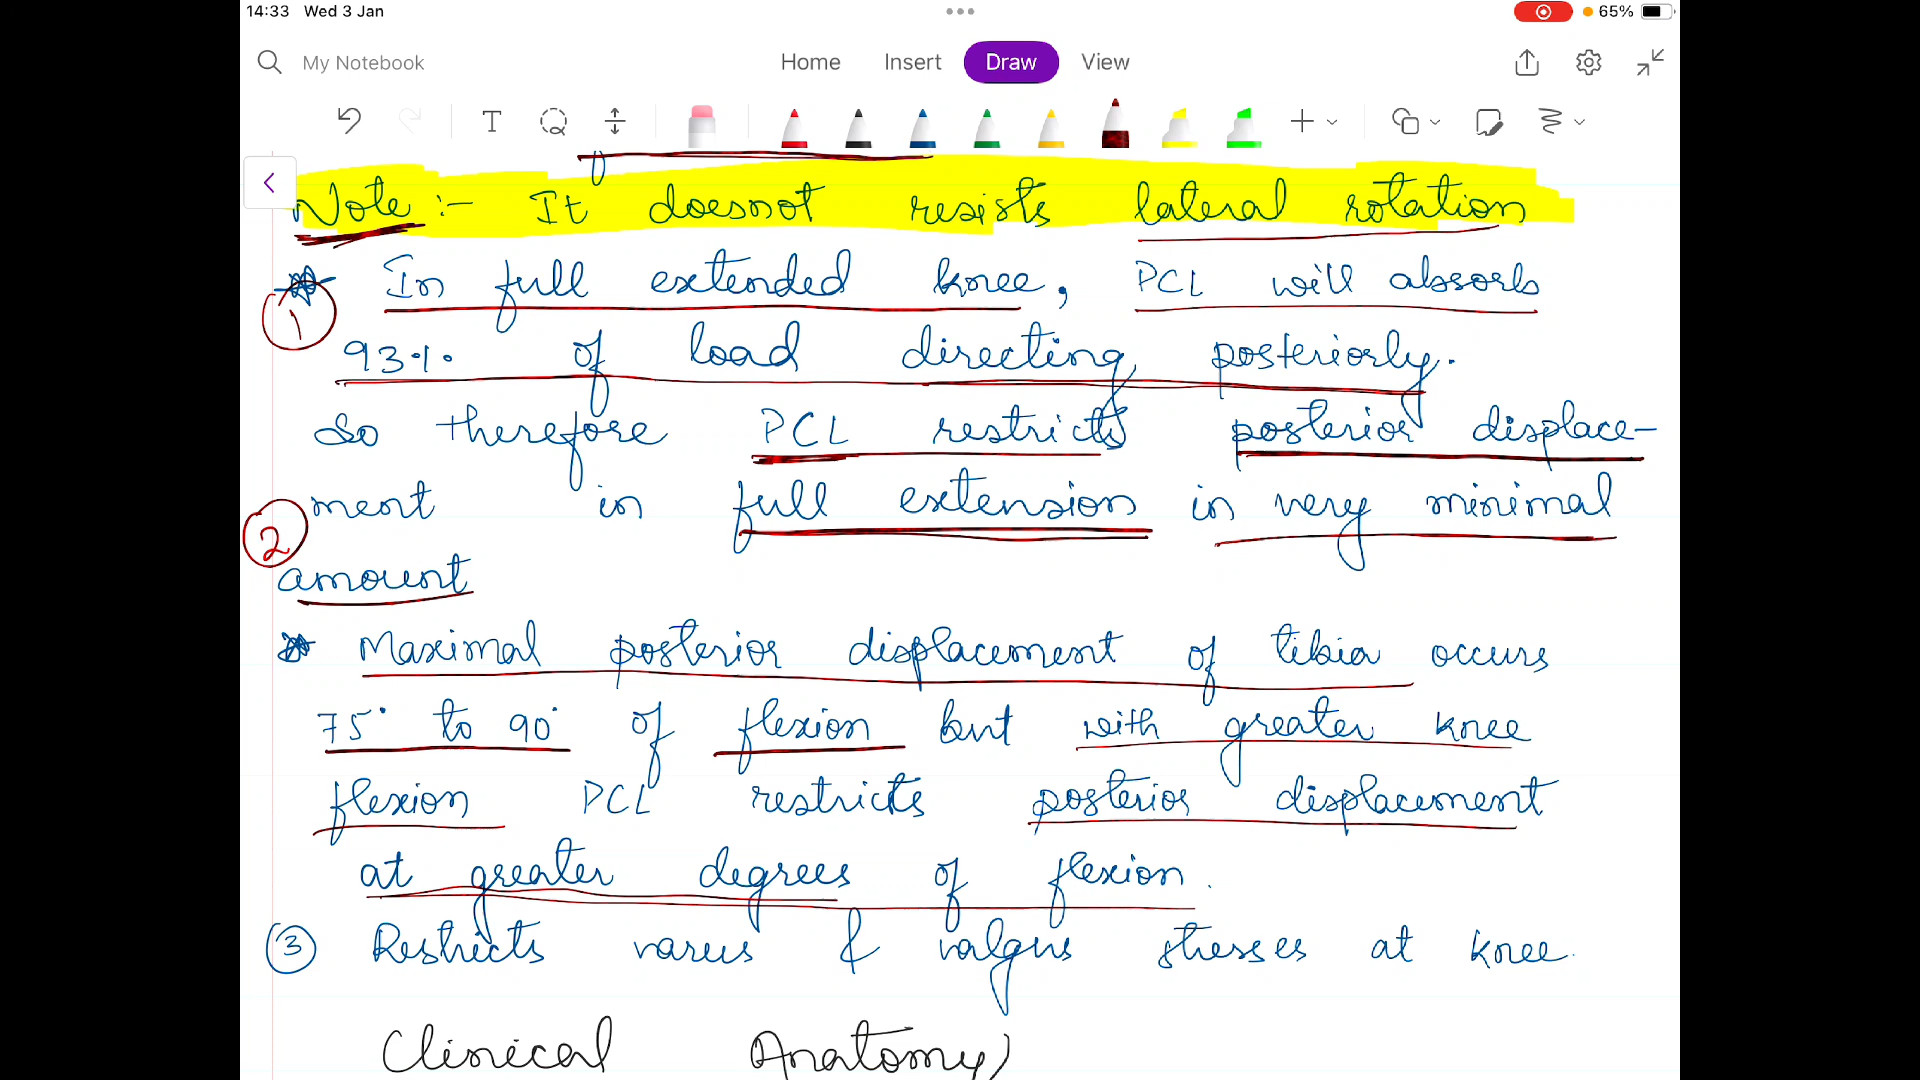 14:33 Wed 3 Jan
65%
My Notebook
Home Insert Draw View
T
Note :- It doesnot resists lateral rotation
1 In full extended knee, PCL will absorb
93% of load directing posteriorly.
So therefore PCL restricts posterior displace-
ment in full extension in very minimal
2
amount
Maximal posterior displacement of tibia occurs
75° to 90° of flexion but with greater knee
flexion PCL restricts posterior displacement
at greater degrees of flexion.
3 Restricts varus & valgus stresses at knee.
Clinical Anatomy